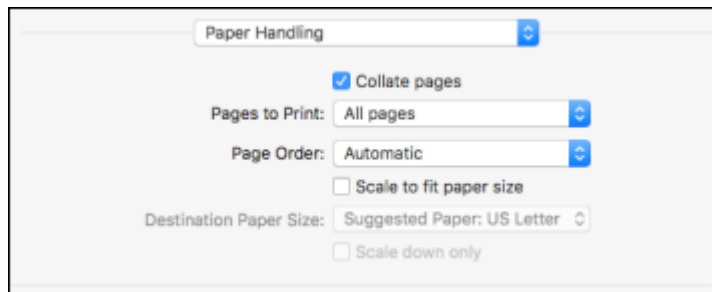 Paper Handling
Collate pages
Pages to Print: All pages
Page Order: Automatic
Scale to fit paper size
Destination Paper Size: Suggested Paper: US Letter
Scale down only